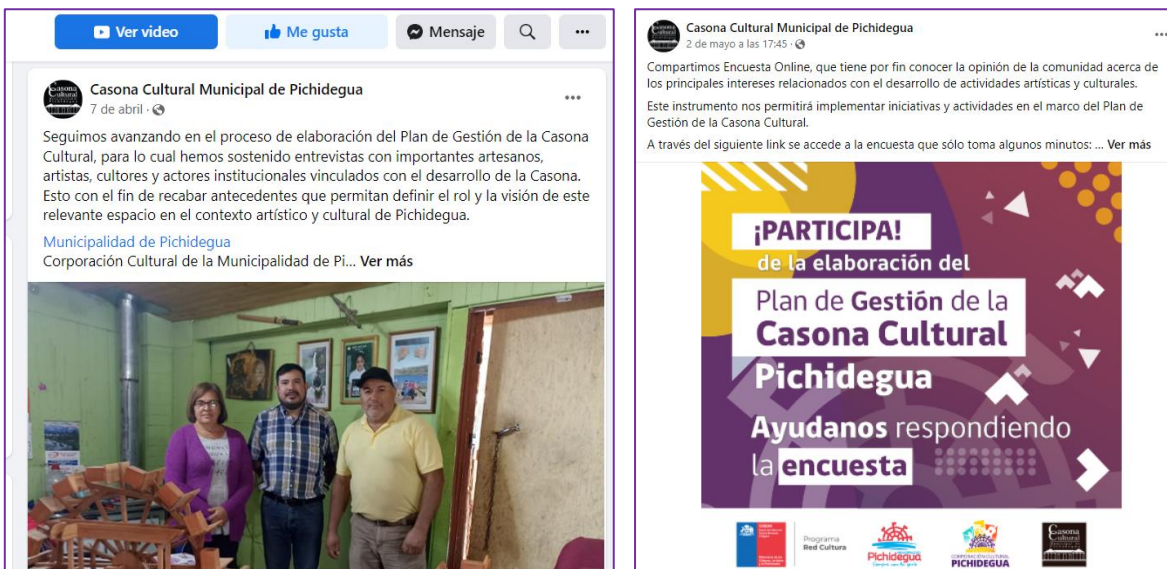 Ver video
Me gusta
Mensaje
Casona Cultural Municipal de Pichidegua
7 de abril
Seguimos avanzando en el proceso de elaboración del Plan de Gestión de la Casona
Cultural, para lo cual hemos sostenido entrevistas con importantes artesanos,
artistas, cultores y actores institucionales vinculados con el desarrollo de la Casona.
Esto con el fin de recabar antecedentes que permitan definir el rol y la visión de este
relevante espacio en el contexto artístico y cultural de Pichidegua.
Municipalidad de Pichidegua
Corporación Cultural de la Municipalidad de Pi... Ver más
Casona Cultural Municipal de Pichidegua
2 de mayo a las 17:45
Compartimos Encuesta Online, que tiene por fin conocer la opinión de la comunidad acerca de
los principales intereses relacionados con el desarrollo de actividades artísticas y culturales.
Este instrumento nos permitirá implementar iniciativas y actividades en el marco del Plan de
Gestión de la Casona Cultural.
A través del siguiente link se accede a la encuesta que sólo toma algunos minutos: ... Ver más
¡PARTICIPA!
de la elaboración del
Plan de Gestión de la
Casona Cultural
Pichidegua
Ayudanos respondiendo
la encuesta
Programa
Red Cultura
Pichidegua
CORPORACIÓN CULTURAL
PICHIDEGUA
Casona
Cultural